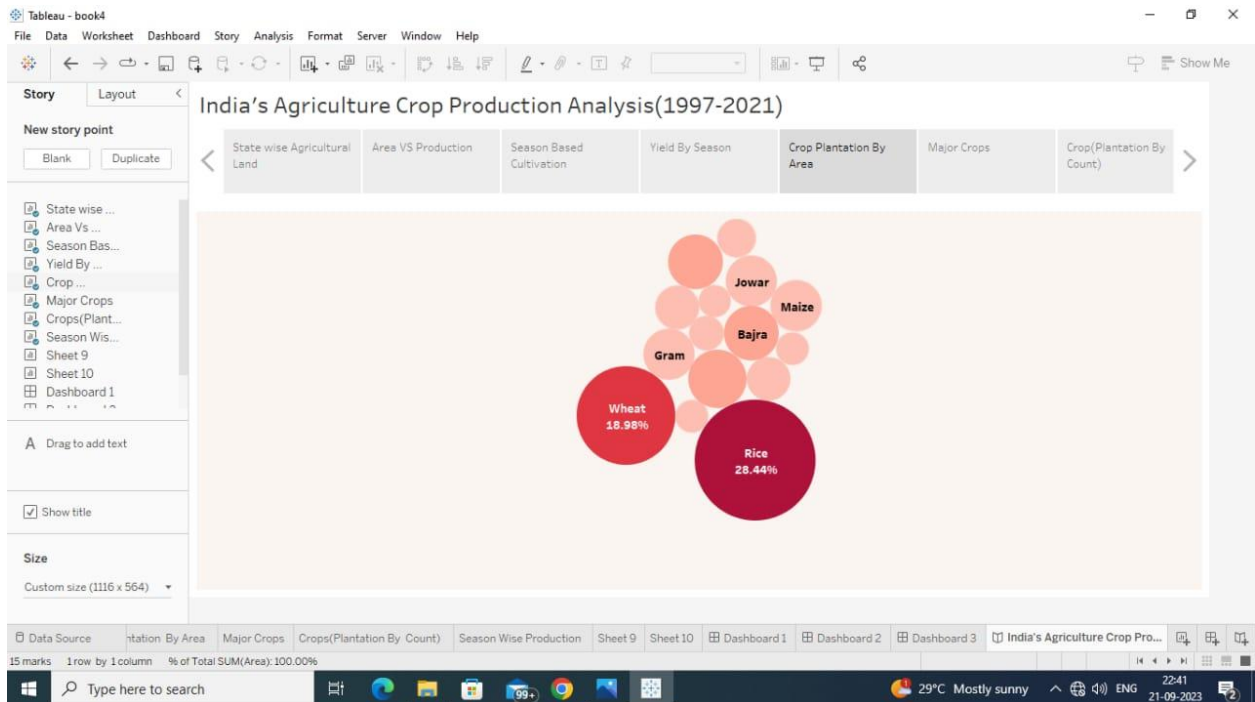 Tableau - book4
File Data Worksheet Dashboard Story Analysis Format Server Window Help
Show Me
Story Layout
New story point
Blank Duplicate
State wise ...
Area Vs ...
Season Bas...
Yield By ...
Crop ...
Major Crops
Crops(Plant...
Season Wis...
Sheet 9
Sheet 10
Dashboard 1
A Drag to add text
Show title
Size
Custom size (1116 x 564)
India's Agriculture Crop Production Analysis(1997-2021)
State wise Agricultural
Land
Area VS Production
Season Based
Cultivation
Yield By Season
Crop Plantation By
Area
Major Crops
Crop(Plantation By
Count)
Jowar
Maize
Bajra
Gram
Wheat
18.98%
Rice
28.44%
Data Source ntation By Area Major Crops Crops(Plantation By Count) Season Wise Production Sheet 9 Sheet 10 Dashboard 1 Dashboard 2 Dashboard 3 India's Agriculture Crop Pro...
15 marks 1 row by 1 column % of Total SUM(Area): 100.00%
Type here to search
99+
29°C Mostly sunny
ENG
22:41
21-09-2023
2